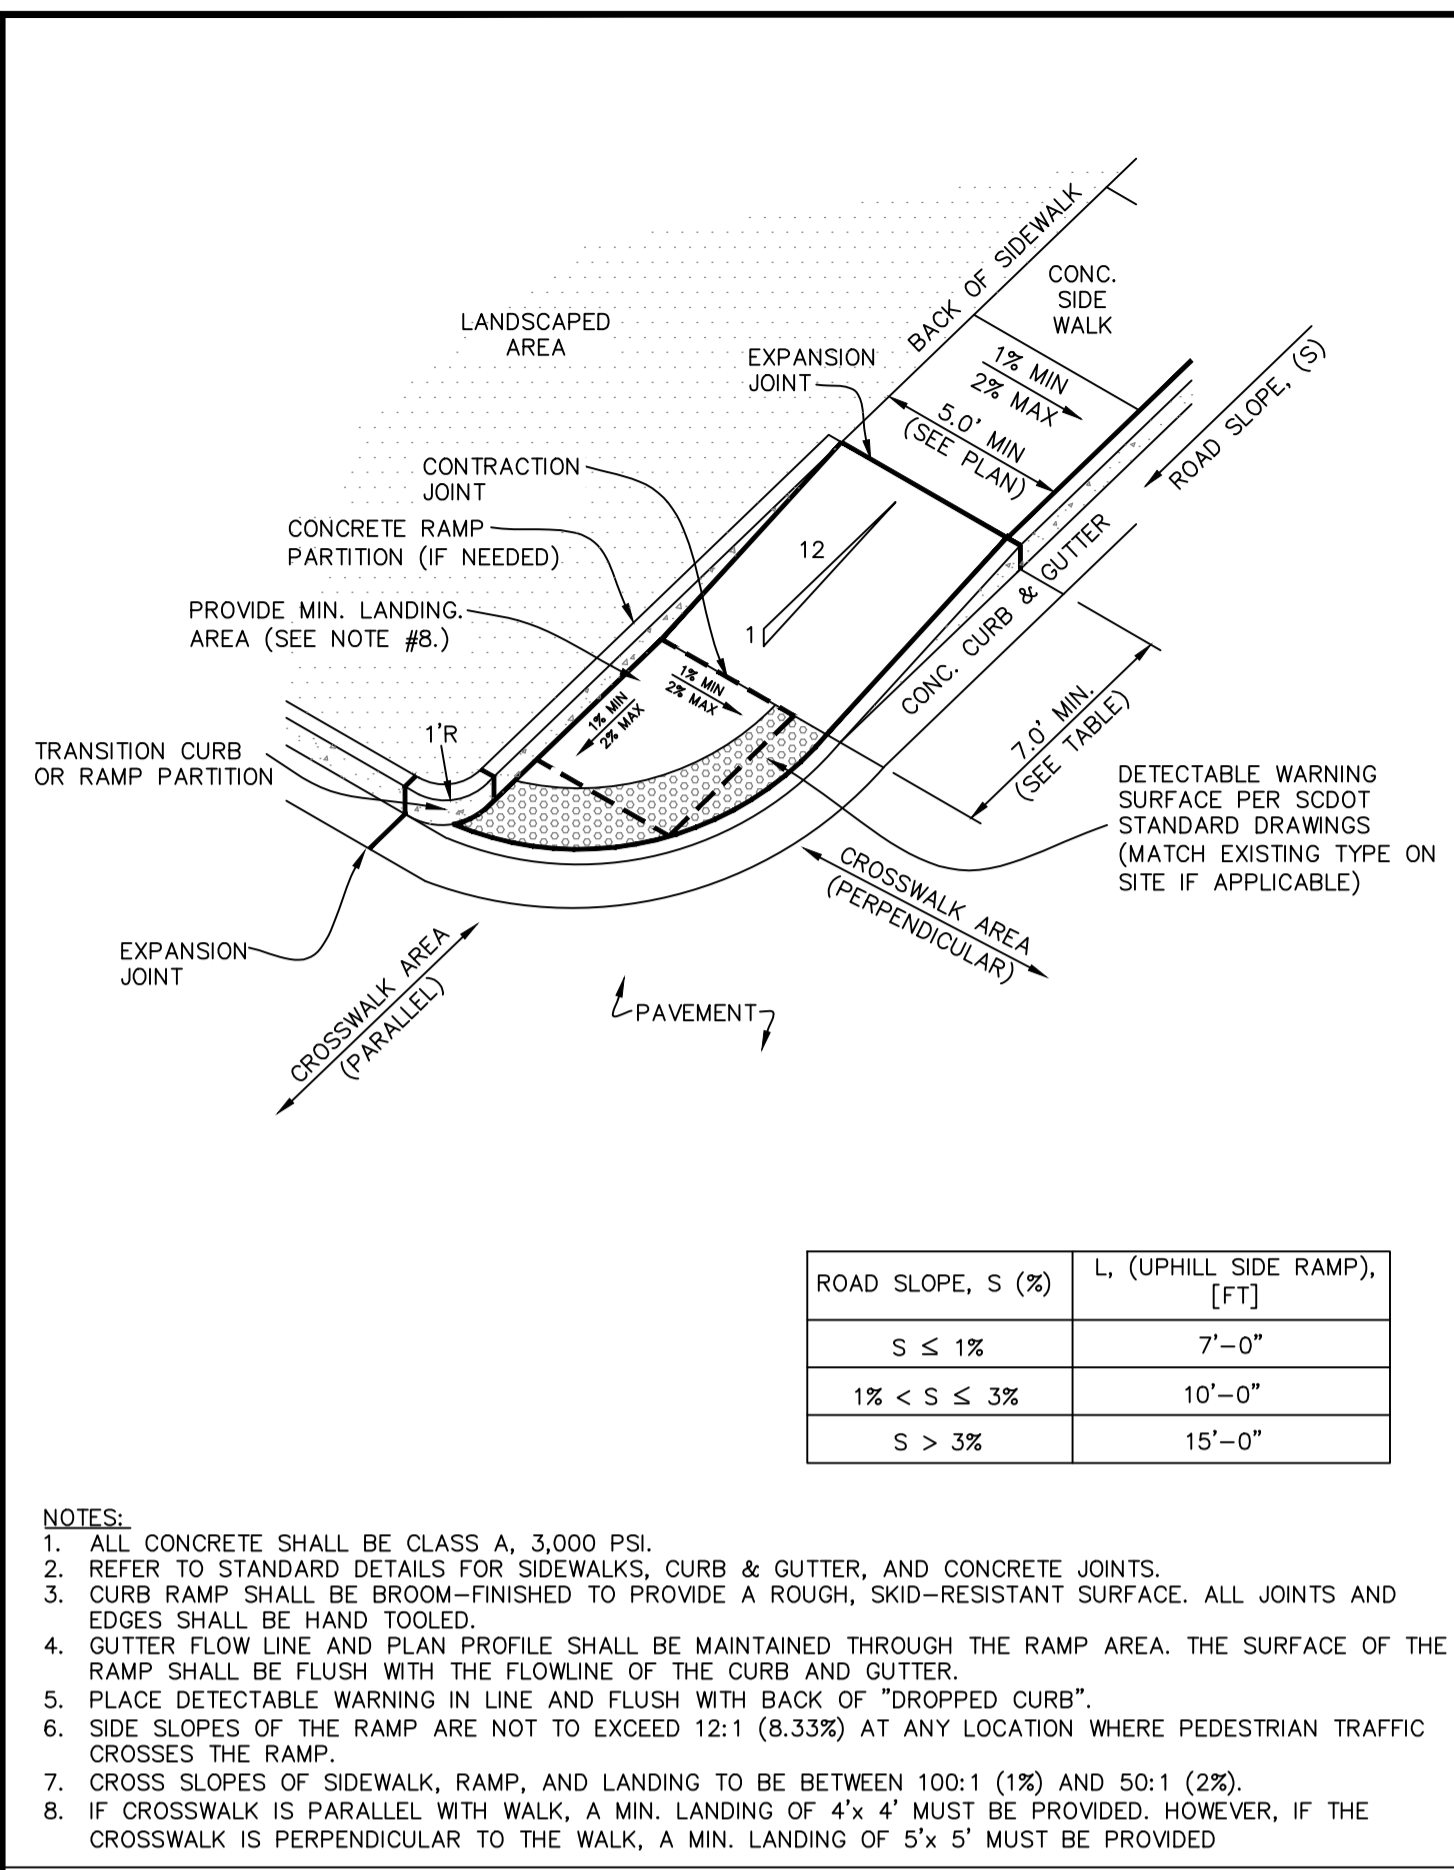 BACK OF SIDEWALK
CONC.
SIDE
WALK
LANDSCAPED
AREA
EXPANSION
JOINT
1% MIN
2% MAX
5.0' MIN
(SEE PLAN)
ROAD SLOPE, (S)
CONTRACTION
JOINT
CONCRETE RAMP
PARTITION (IF NEEDED)
12
1
PROVIDE MIN. LANDING.
AREA (SEE NOTE #8.)
CONC. CURB & GUTTER
1% MIN
2% MAX
1% MIN
2% MAX
7.0' MIN.
(SEE TABLE)
1'R
TRANSITION CURB
OR RAMP PARTITION
DETECTABLE WARNING
SURFACE PER SCDOT
STANDARD DRAWINGS
(MATCH EXISTING TYPE ON
SITE IF APPLICABLE)
CROSSWALK AREA
(PERPENDICULAR)
EXPANSION
JOINT
CROSSWALK AREA
(PARALLEL)
PAVEMENT
ROAD SLOPE, S (%)
L, (UPHILL SIDE RAMP),
[FT]
S ≤ 1%
7'-0"
1% < S ≤ 3%
10'-0"
S > 3%
15'-0"
NOTES:
1. ALL CONCRETE SHALL BE CLASS A, 3,000 PSI.
2. REFER TO STANDARD DETAILS FOR SIDEWALKS, CURB & GUTTER, AND CONCRETE JOINTS.
3. CURB RAMP SHALL BE BROOM-FINISHED TO PROVIDE A ROUGH, SKID-RESISTANT SURFACE. ALL JOINTS AND
EDGES SHALL BE HAND TOOLED.
4. GUTTER FLOW LINE AND PLAN PROFILE SHALL BE MAINTAINED THROUGH THE RAMP AREA. THE SURFACE OF THE
RAMP SHALL BE FLUSH WITH THE FLOWLINE OF THE CURB AND GUTTER.
5. PLACE DETECTABLE WARNING IN LINE AND FLUSH WITH BACK OF "DROPPED CURB".
6. SIDE SLOPES OF THE RAMP ARE NOT TO EXCEED 12:1 (8.33%) AT ANY LOCATION WHERE PEDESTRIAN TRAFFIC
CROSSES THE RAMP.
7. CROSS SLOPES OF SIDEWALK, RAMP, AND LANDING TO BE BETWEEN 100:1 (1%) AND 50:1 (2%).
8. IF CROSSWALK IS PARALLEL WITH WALK, A MIN. LANDING OF 4'x 4' MUST BE PROVIDED. HOWEVER, IF THE
CROSSWALK IS PERPENDICULAR TO THE WALK, A MIN. LANDING OF 5'x 5' MUST BE PROVIDED